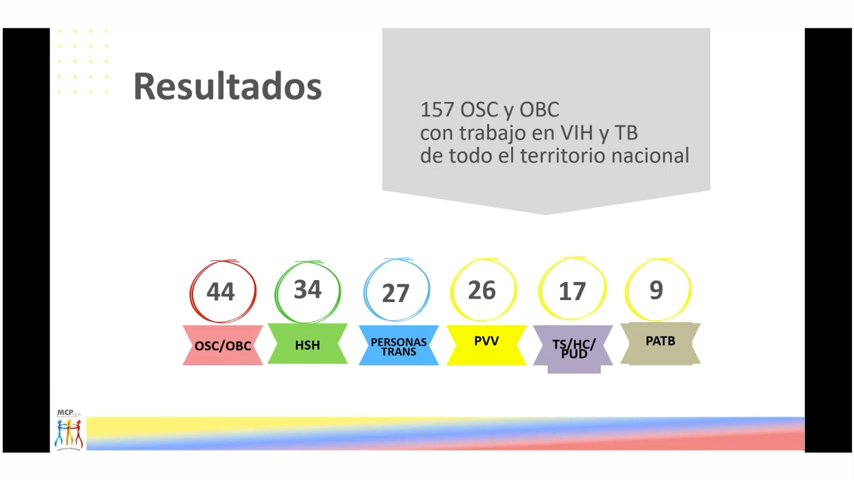 Resultados
157 OSC y OBC
con trabajo en VIH y TB
de todo el territorio nacional
44
34
27
26
17
9
OSC/OBC
HSH
PERSONAS
TRANS
PVV
TS/HC/
PUD
PATB
MCP